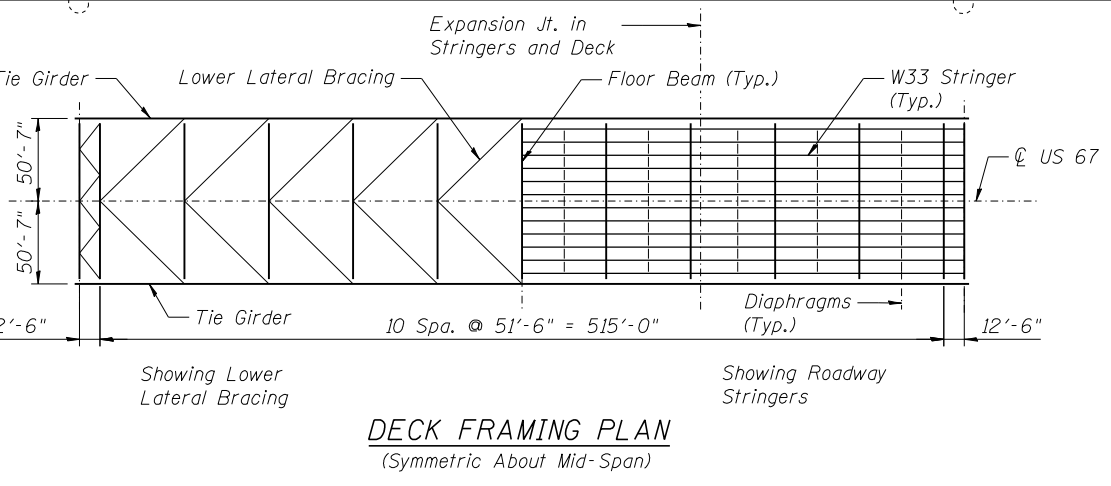 Expansion Jt. in
Stringers and Deck
Tie Girder
Lower Lateral Bracing
Floor Beam (Typ.)
W33 Stringer
(Typ.)
50'-7"
℄ US 67
50'-7"
Tie Girder
Diaphragms
(Typ.)
2'-6"
10 Spa. @ 51'-6" = 515'-0"
12'-6"
Showing Lower
Lateral Bracing
Showing Roadway
Stringers
DECK FRAMING PLAN
(Symmetric About Mid-Span)